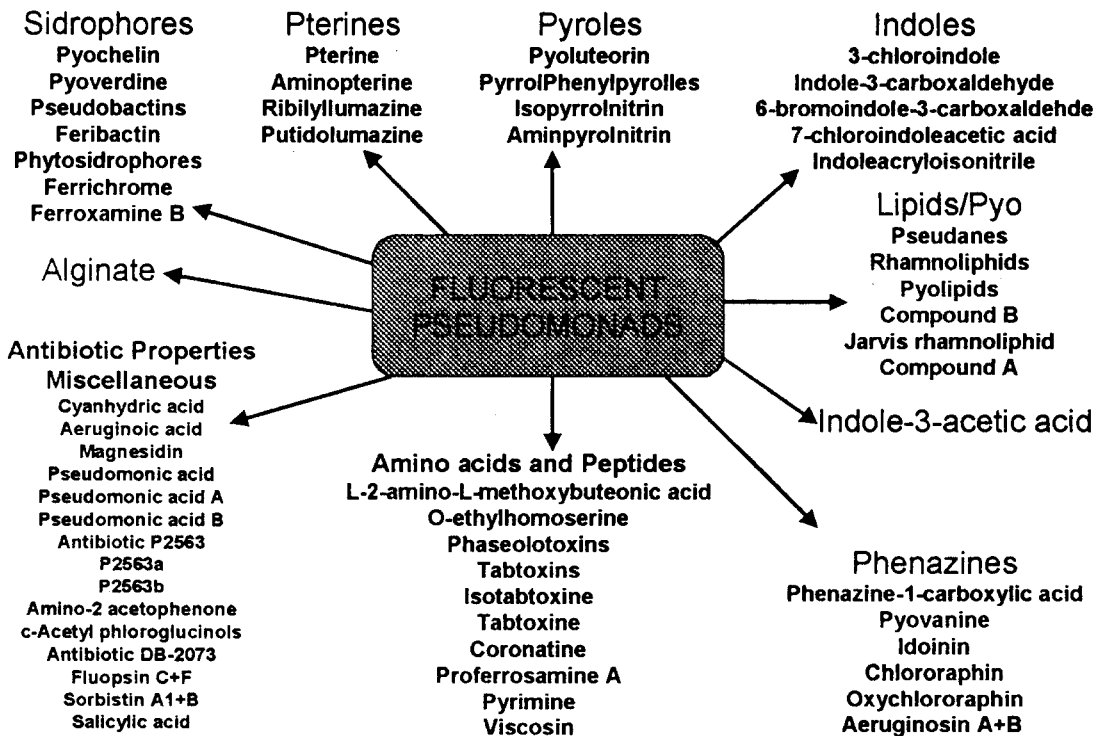 Sidrophores
Pyochelin
Pyoverdine
Pseudobactins
Feribactin
Phytosidrophores
Ferrichrome
Ferroxamine B
Pterines
Pterine
Aminopterine
Ribilyllumazine
Putidolumazine
Pyroles
Pyoluteorin
PyrrolPhenylpyrolles
Isopyrrolnitrin
Aminpyrolnitrin
Indoles
3-chloroindole
Indole-3-carboxaldehyde
6-bromoindole-3-carboxaldehde
7-chloroindoleacetic acid
Indoleacryloisonitrile
Alginate
FLUORESCENT
PSEUDOMONADS
Lipids/Pyo
Pseudanes
Rhamnoliphids
Pyolipids
Compound B
Jarvis rhamnoliphid
Compound A
Indole-3-acetic acid
Antibiotic Properties
Miscellaneous
Cyanhydric acid
Aeruginoic acid
Magnesidin
Pseudomonic acid
Pseudomonic acid A
Pseudomonic acid B
Antibiotic P2563
P2563a
P2563b
Amino-2 acetophenone
c-Acetyl phloroglucinols
Antibiotic DB-2073
Fluopsin C+F
Sorbistin A1+B
Salicylic acid
Amino acids and Peptides
L-2-amino-L-methoxybuteonic acid
O-ethylhomoserine
Phaseolotoxins
Tabtoxins
Isotabtoxine
Tabtoxine
Coronatine
Proferrosamine A
Pyrimine
Viscosin
Phenazines
Phenazine-1-carboxylic acid
Pyovanine
Idoinin
Chlororaphin
Oxychlororaphin
Aeruginosin A+B